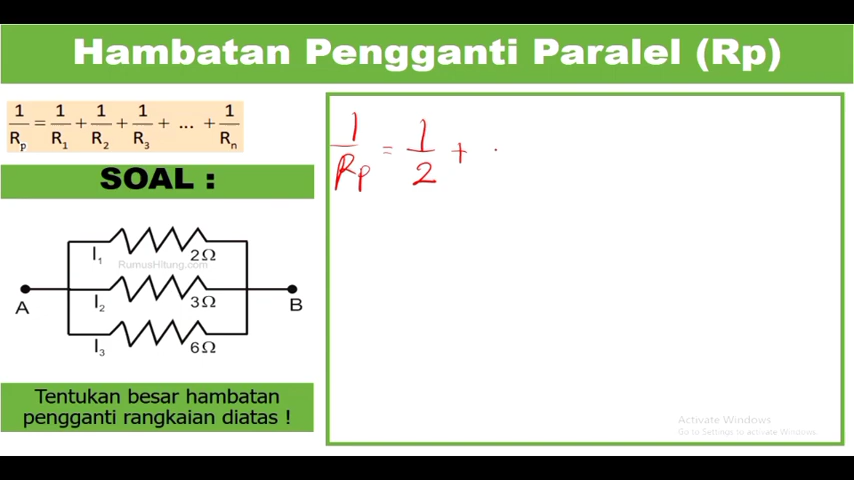 Hambatan Pengganti Paralel (Rp)
1/Rp = 1/R1 + 1/R2 + 1/R3 + ... + 1/Rn
SOAL :
I1 2Ω
RumusHitung.com
A I2 3Ω B
I3 6Ω
Tentukan besar hambatan
pengganti rangkaian diatas !
1/Rp = 1/2 +
Activate Windows
Go to Settings to activate Windows.